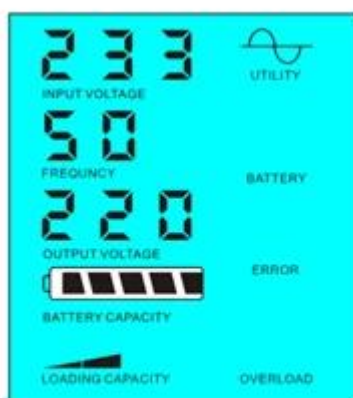 233
INPUT VOLTAGE
UTILITY
50
FREQUNCY
BATTERY
220
OUTPUT VOLTAGE
ERROR
BATTERY CAPACITY
LOADING CAPACITY
OVERLOAD